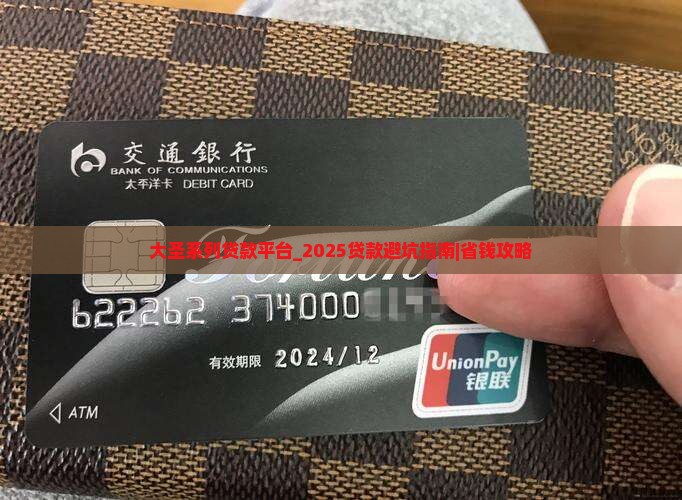 交通銀行
BANK OF COMMUNICATIONS
太平洋卡 DEBIT CARD
大圣系列贷款平台_2025贷款避坑指南|省钱攻略
622262 374000
有效期限 2024/12
UnionPay
银联
ATM